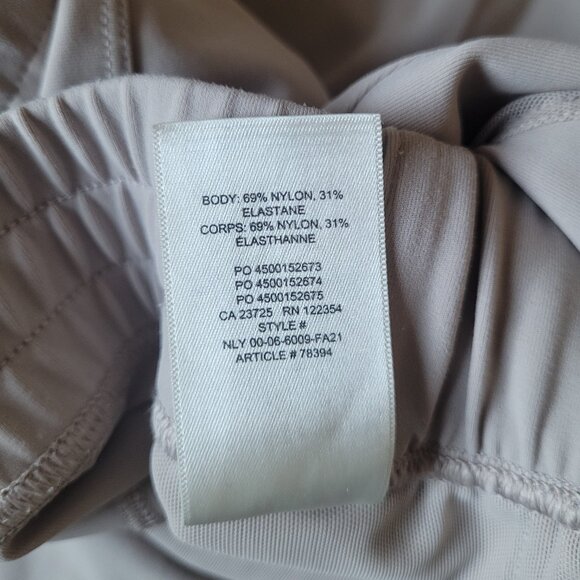 BODY: 69% NYLON, 31%
ELASTANE
CORPS: 69% NYLON, 31%
ÉLASTHANNE
PO 4500152673
PO 4500152674
PO 4500152675
CA 23725 RN 122354
STYLE #
NLY 00-06-6009-FA21
ARTICLE # 78394